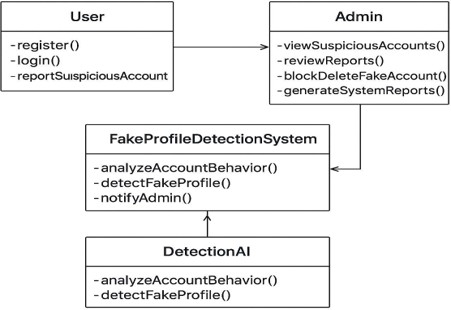 User
-register()
-login()
-reportSuspiciousAccount
Admin
-viewSuspiciousAccounts()
-reviewReports()
-blockDeleteFakeAccount()
-generateSystemReports()
FakeProfileDetectionSystem
-analyzeAccountBehavior()
-detectFakeProfile()
-notifyAdmin()
DetectionAI
-analyzeAccountBehavior()
-detectFakeProfile()